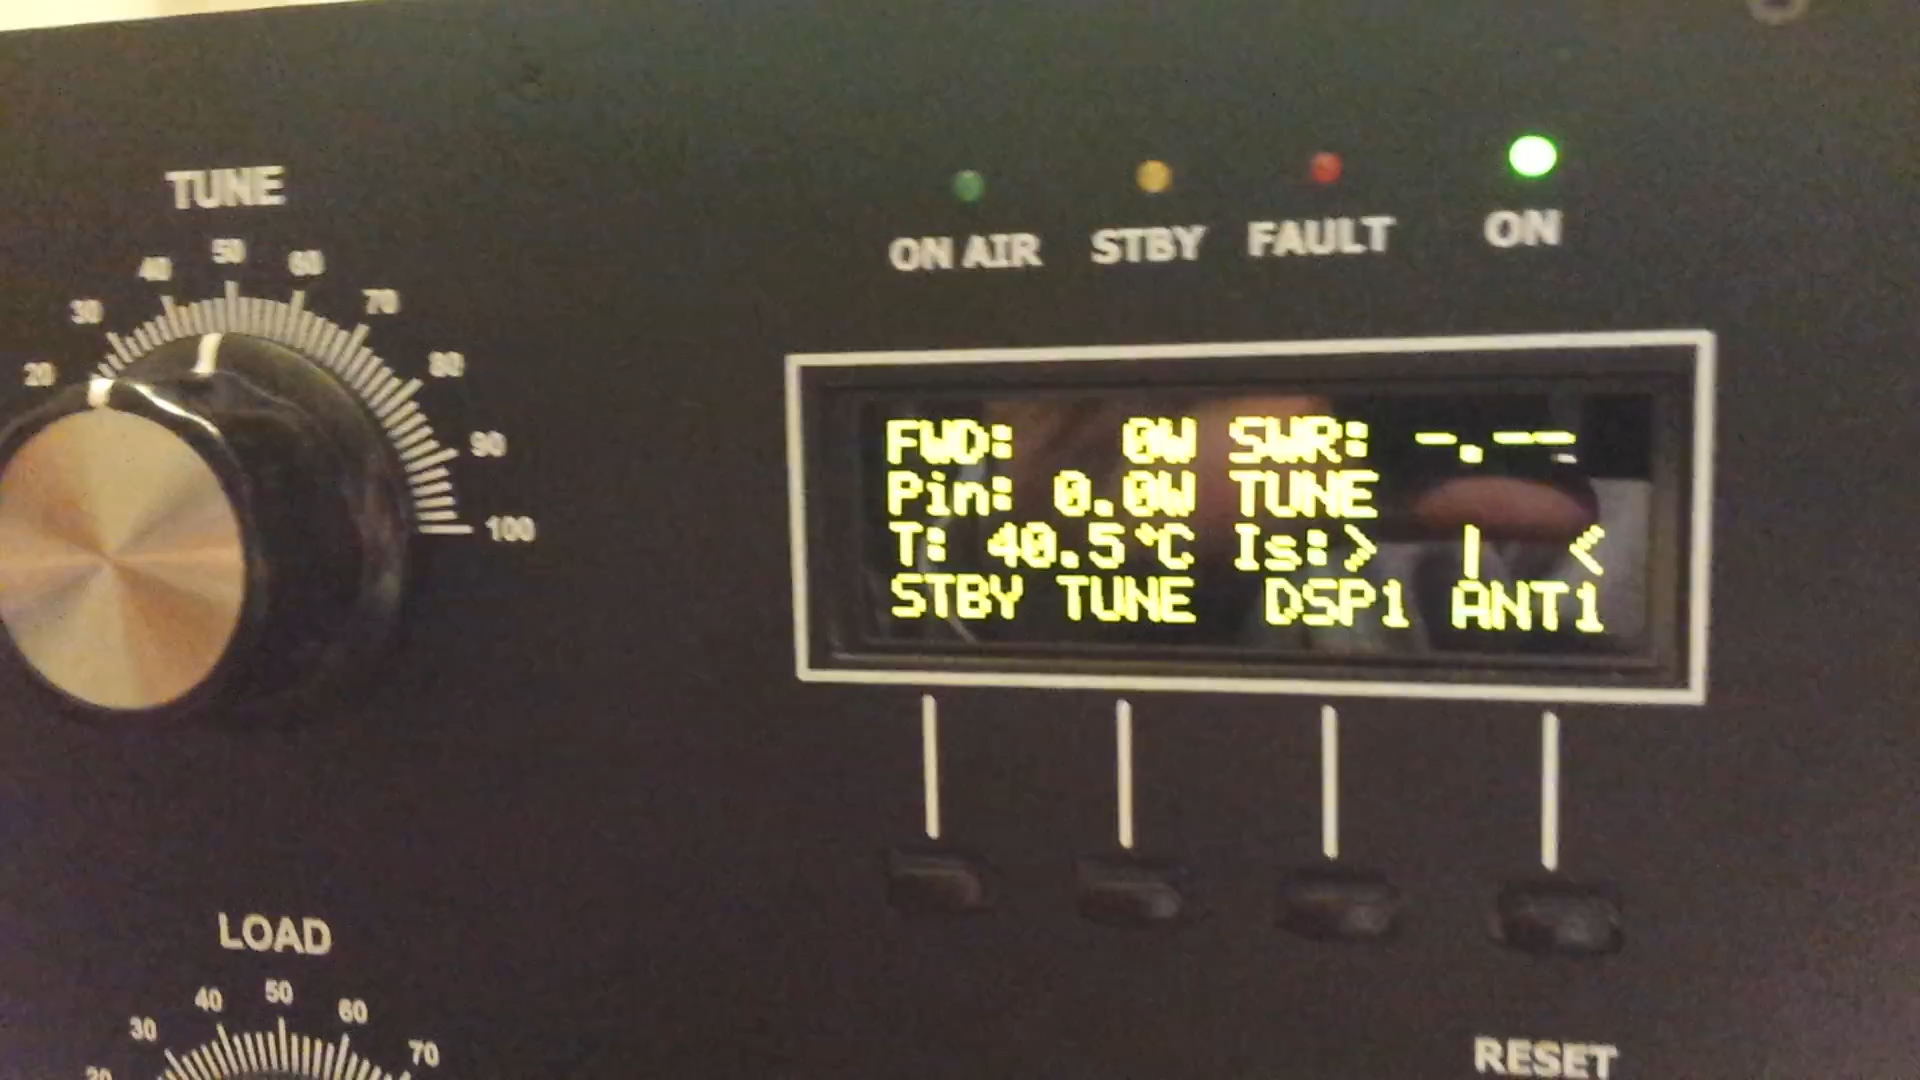 TUNE
20 30 40 50 60 70 80 90 100
ON AIR STBY FAULT ON
FWD: 0W SWR: -.--
Pin: 0.0W TUNE
T: 40.5°C Is:> | <
STBY TUNE DSP1 ANT1
LOAD
20 30 40 50 60 70
RESET